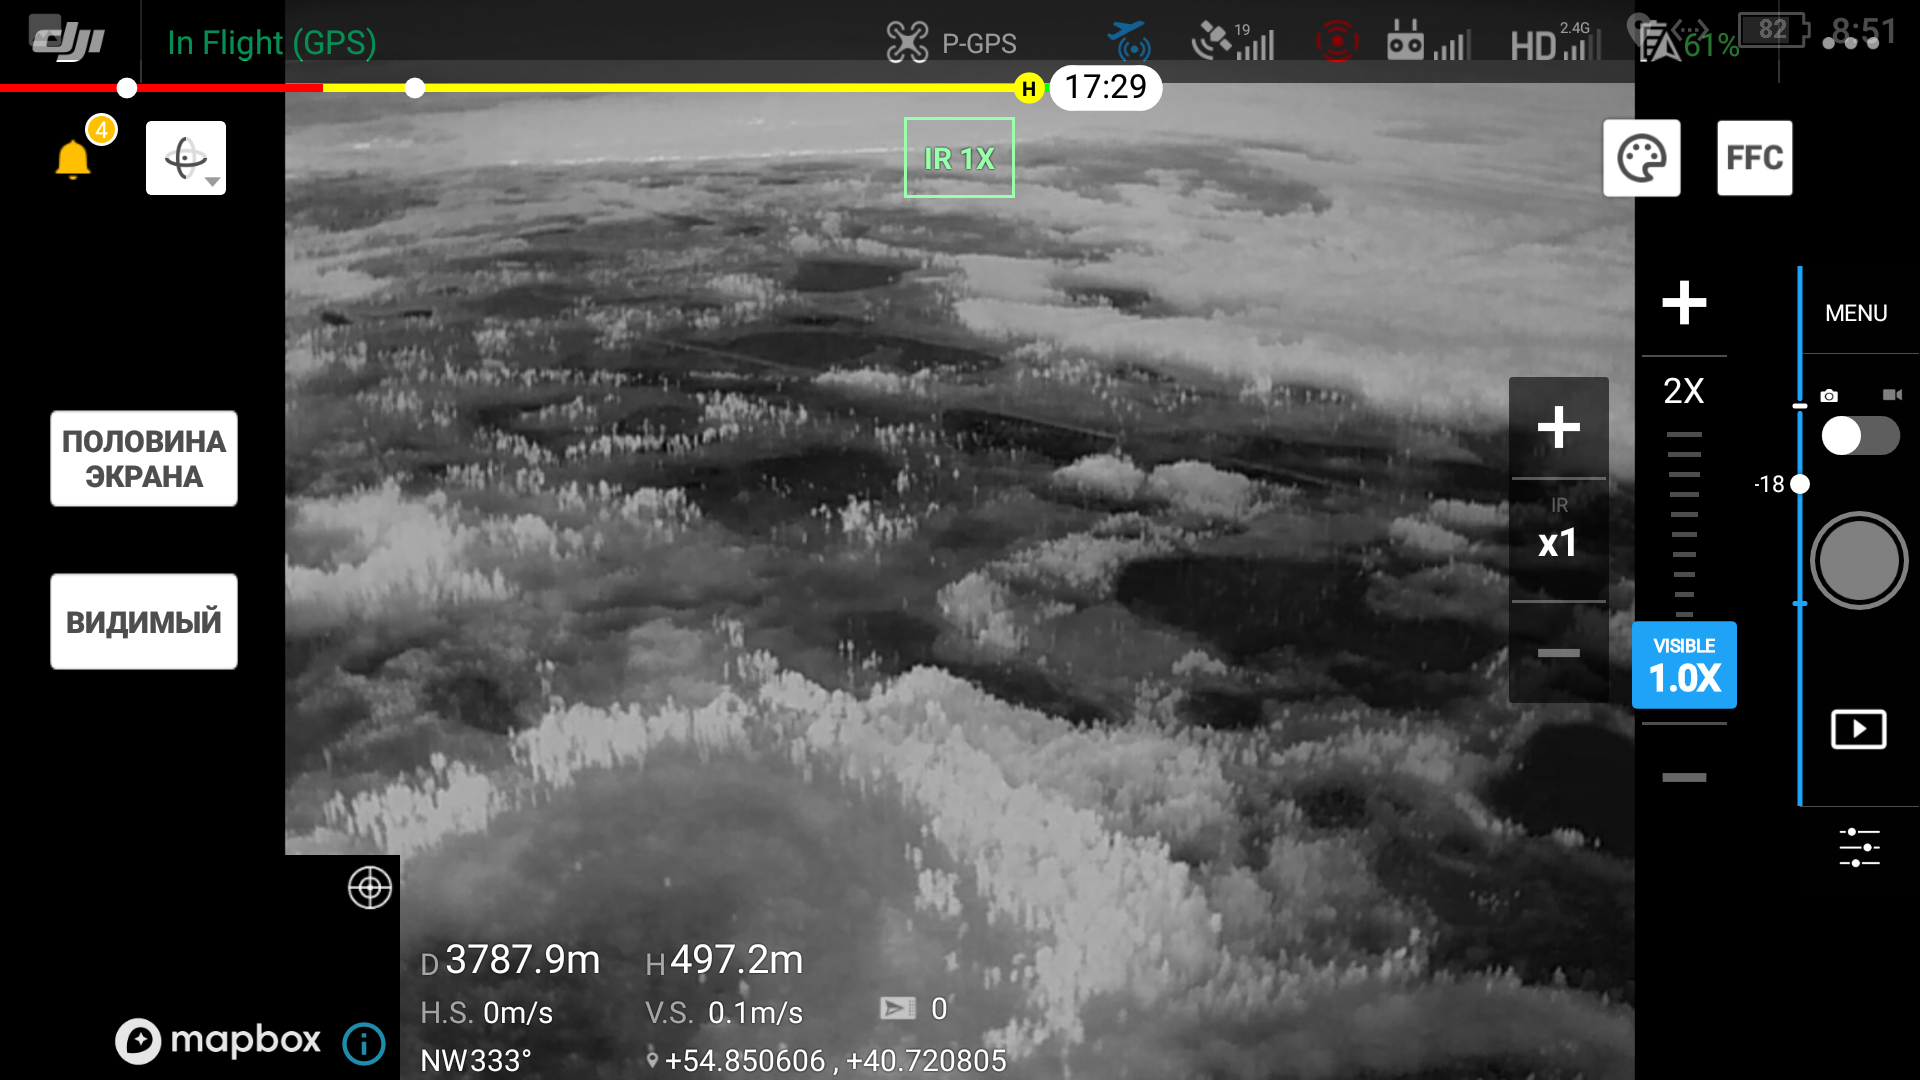 dji
In Flight (GPS)
P-GPS
19
HD 2.4G
61%
82
8:51
H
17:29
4
IR 1X
FFC
MENU
2X
ПОЛОВИНА
ЭКРАНА
IR
x1
-18
ВИДИМЫЙ
VISIBLE
1.0X
D 3787.9m
H 497.2m
H.S. 0m/s
V.S. 0.1m/s
0
mapbox
i
NW333°
+54.850606 , +40.720805